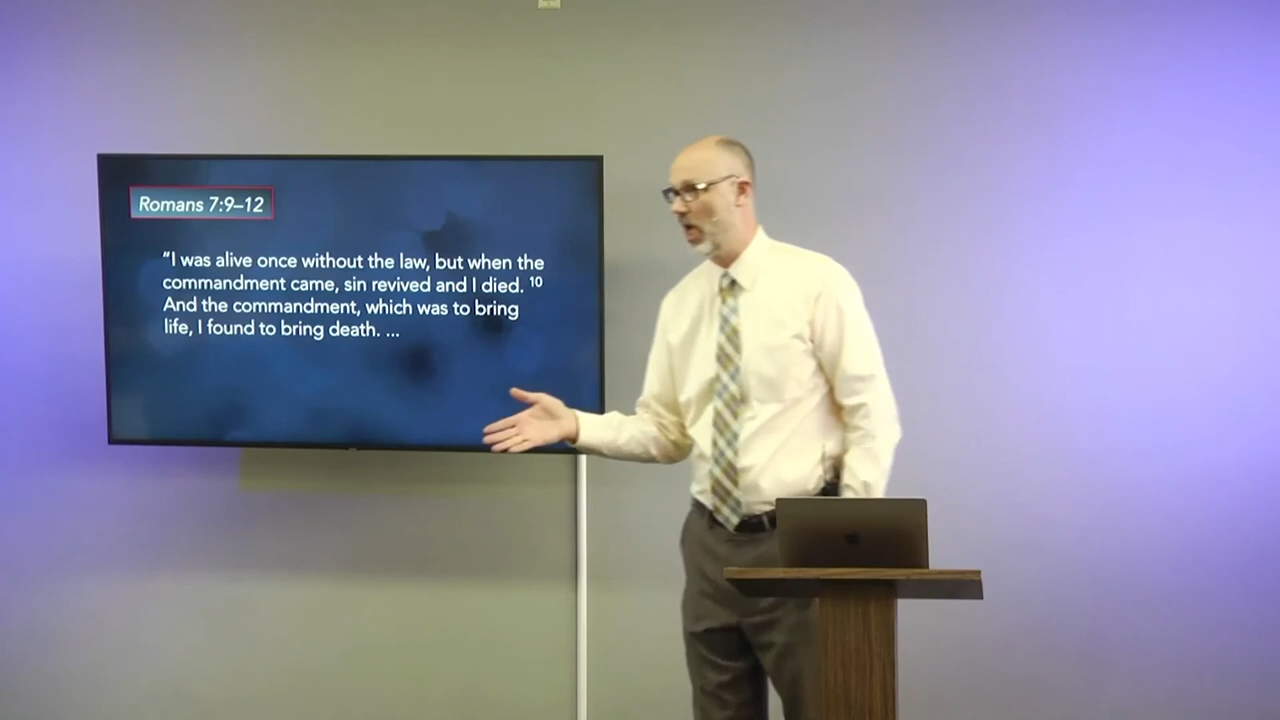 Romans 7:9–12
“I was alive once without the law, but when the
commandment came, sin revived and I died. 10
And the commandment, which was to bring
life, I found to bring death. ...